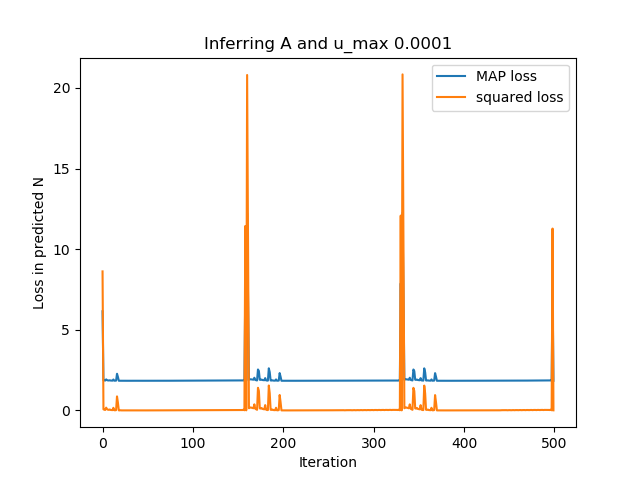 Inferring A and u_max 0.0001
MAP loss
squared loss
Loss in predicted N
20
15
10
5
0
0 100 200 300 400 500
Iteration